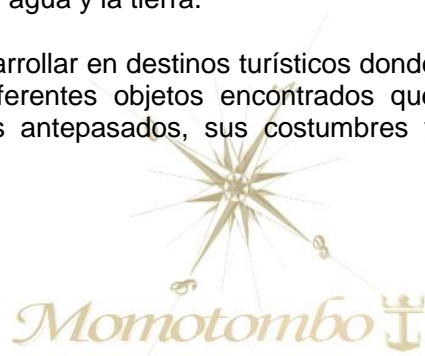 agua y la tierra.
arrollar en destinos turísticos donde
ferentes objetos encontrados que
s antepasados, sus costumbres
Momotombo